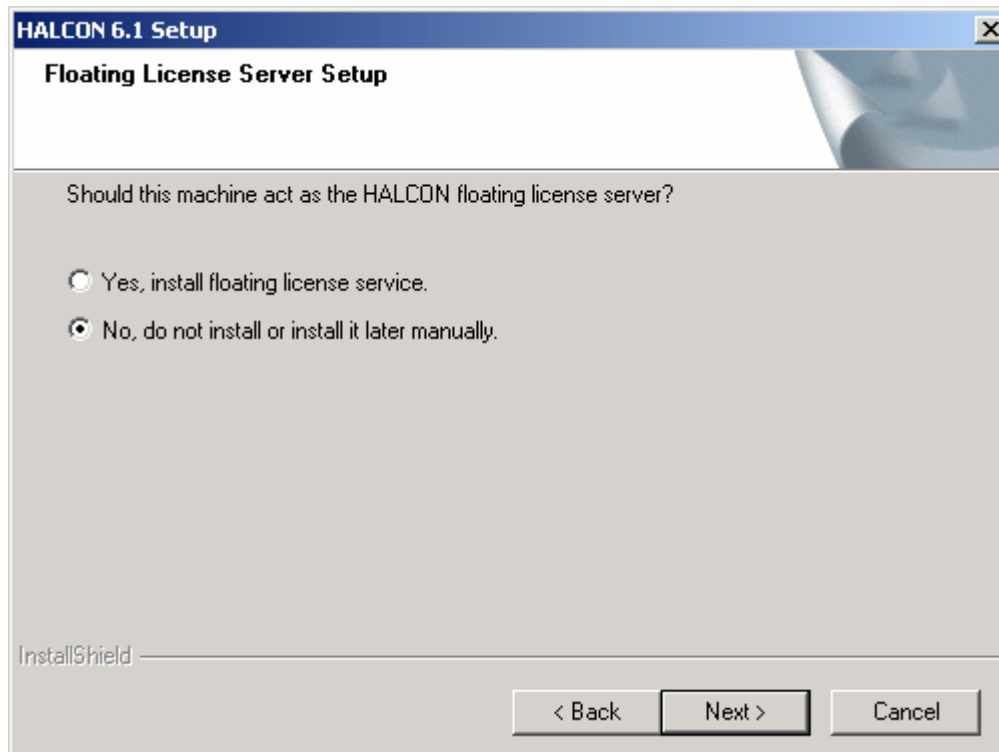 HALCON 6.1 Setup
Floating License Server Setup
Should this machine act as the HALCON floating license server?
Yes, install floating license service.
No, do not install or install it later manually.
InstallShield
< Back Next > Cancel